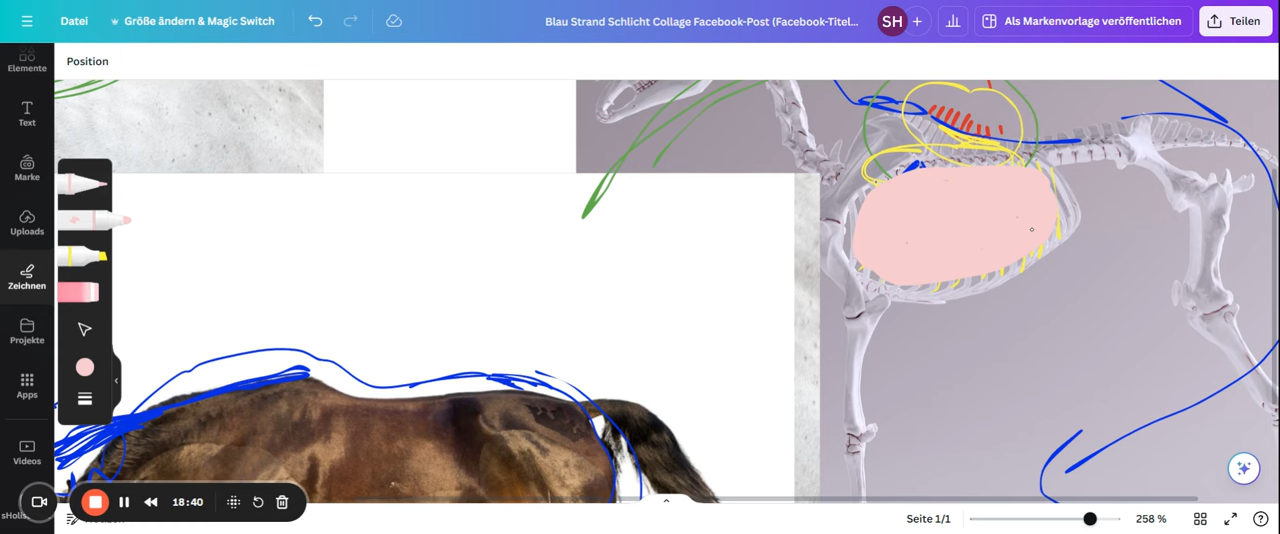 Datei
Größe ändern & Magic Switch
Blau Strand Schlicht Collage Facebook-Post (Facebook-Titel...
SH
Als Markenvorlage veröffentlichen
Teilen
Elemente
Position
Text
Marke
Uploads
Zeichnen
Projekte
Apps
Videos
18:40
sHolis
Seite 1/1
258 %